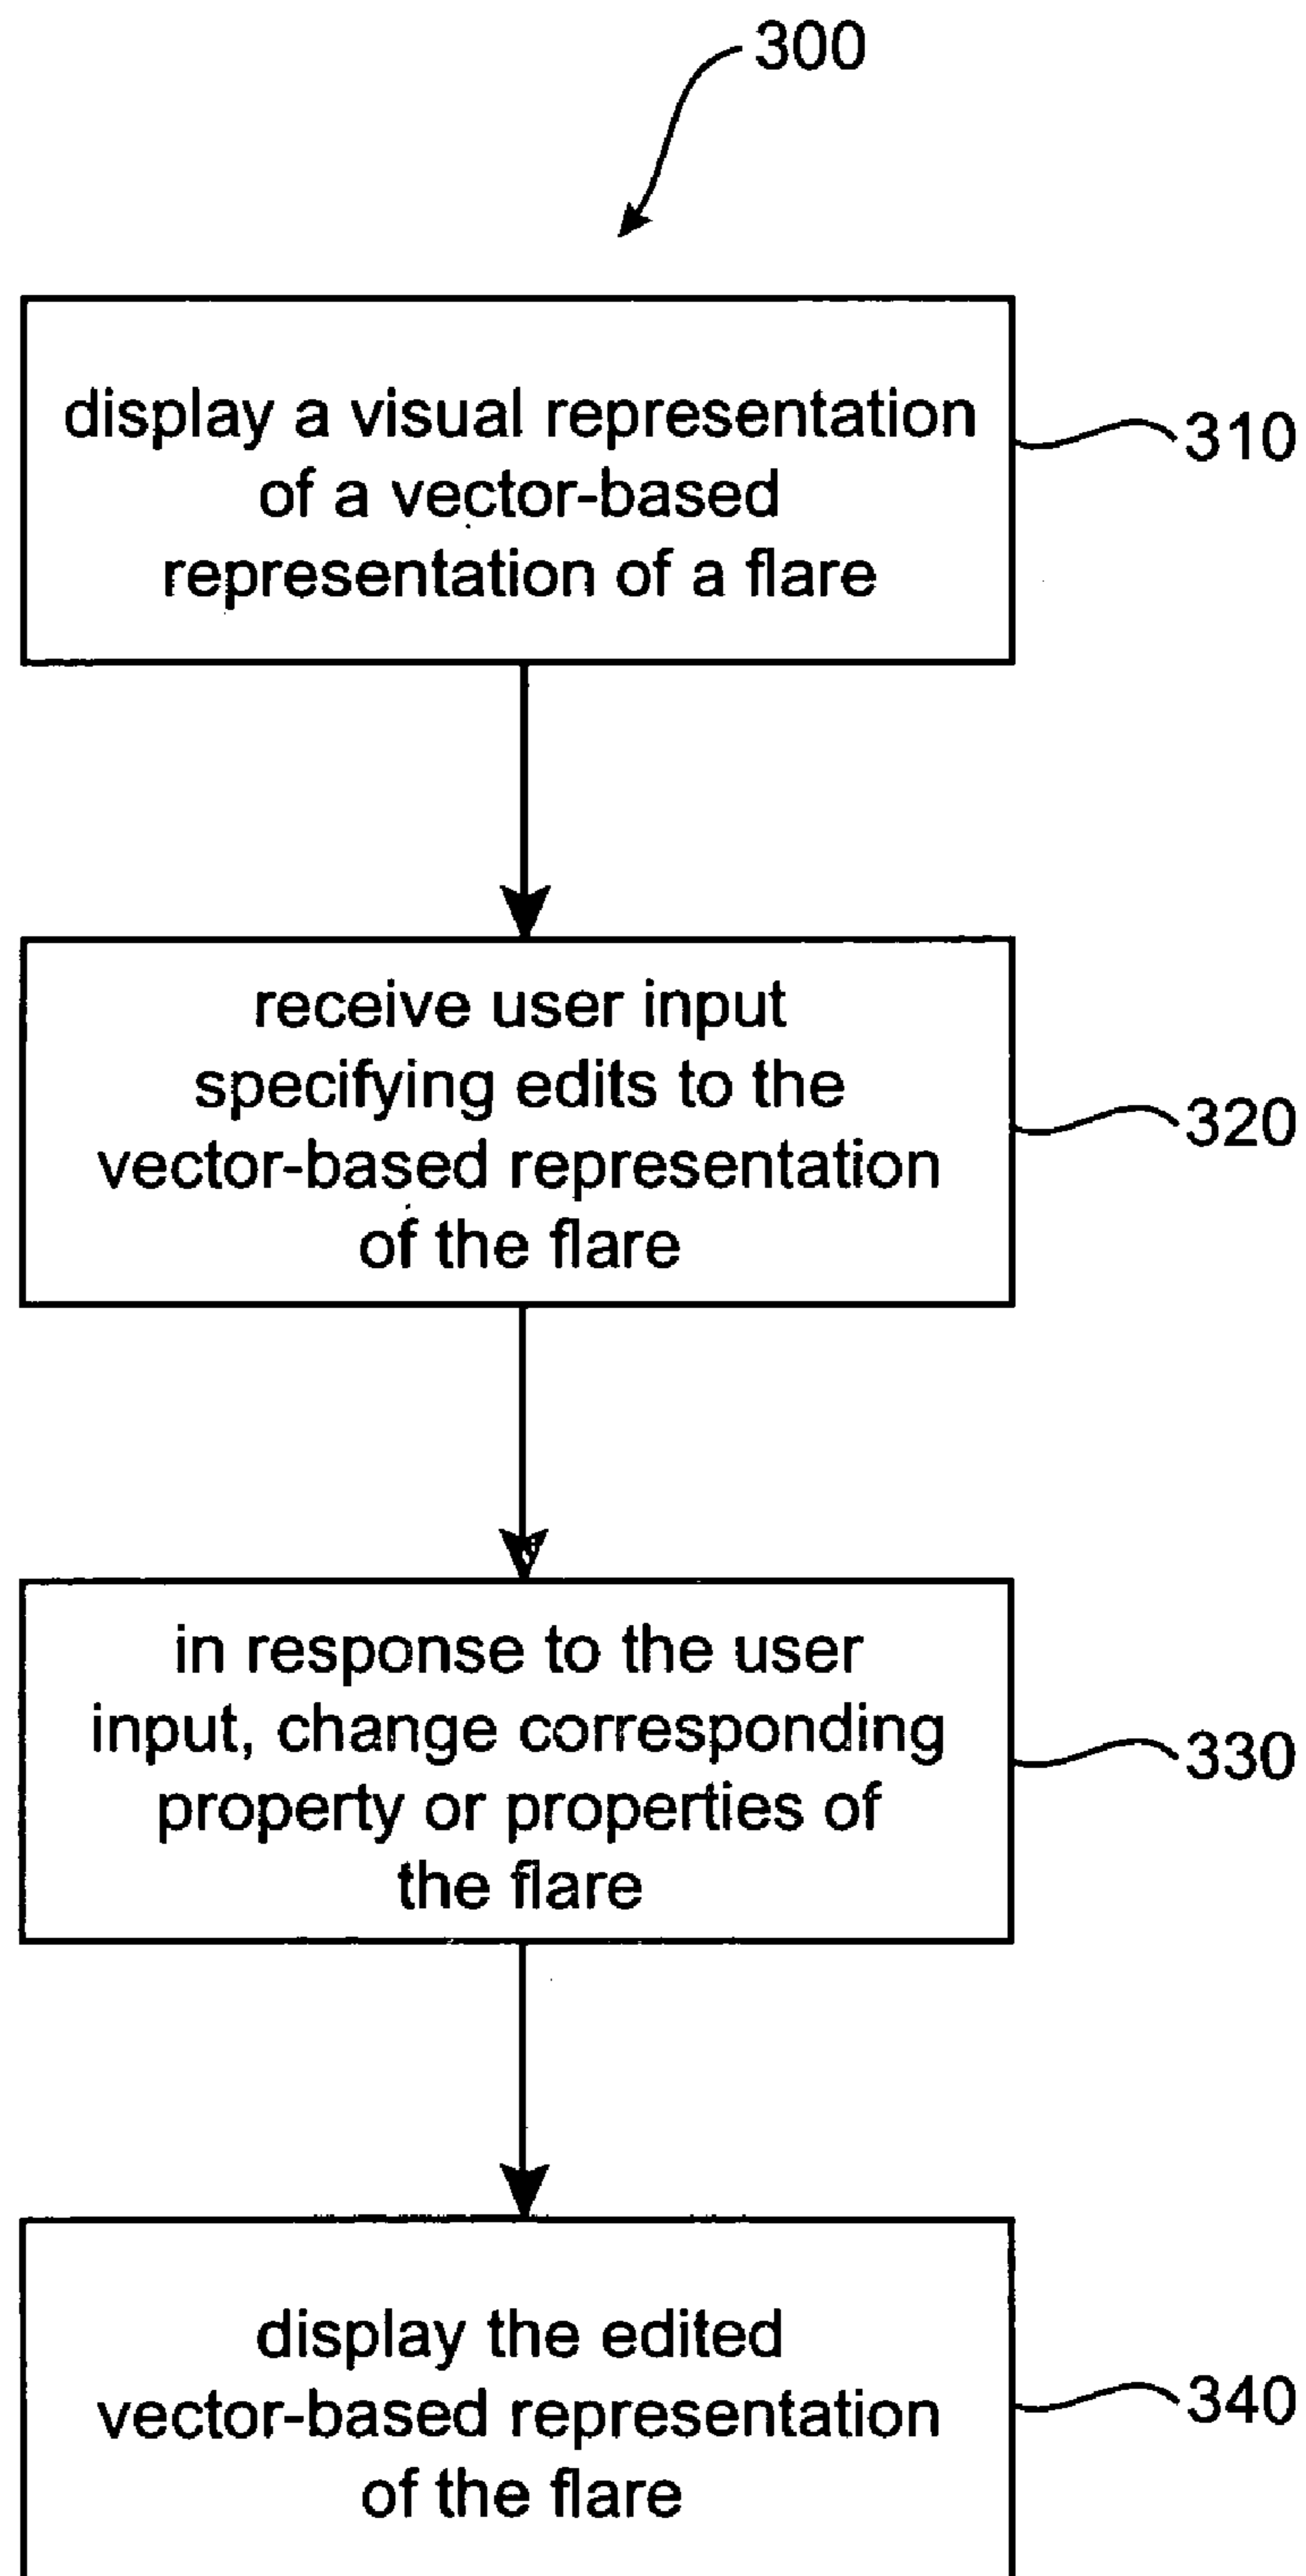 300
display a visual representation
of a vector-based
representation of a flare
310
receive user input
specifying edits to the
vector-based representation
of the flare
320
in response to the user
input, change corresponding
property or properties of
the flare
330
display the edited
vector-based representation
of the flare
340